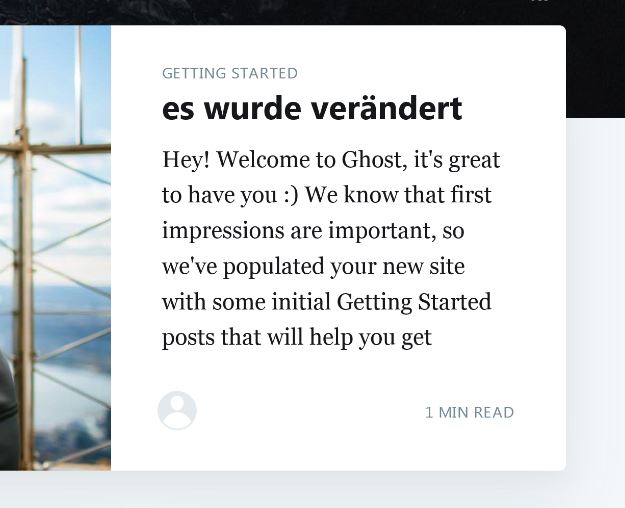 GETTING STARTED
es wurde verändert
Hey! Welcome to Ghost, it's great
to have you :) We know that first
impressions are important, so
we've populated your new site
with some initial Getting Started
posts that will help you get
1 MIN READ